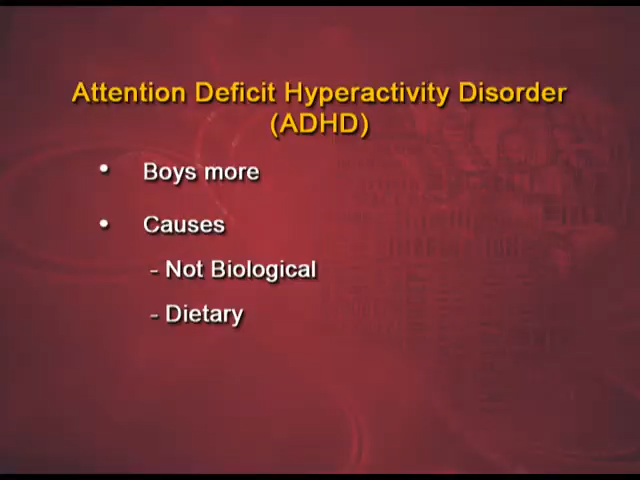 Attention Deficit Hyperactivity Disorder
(ADHD)
• Boys more
• Causes
- Not Biological
- Dietary